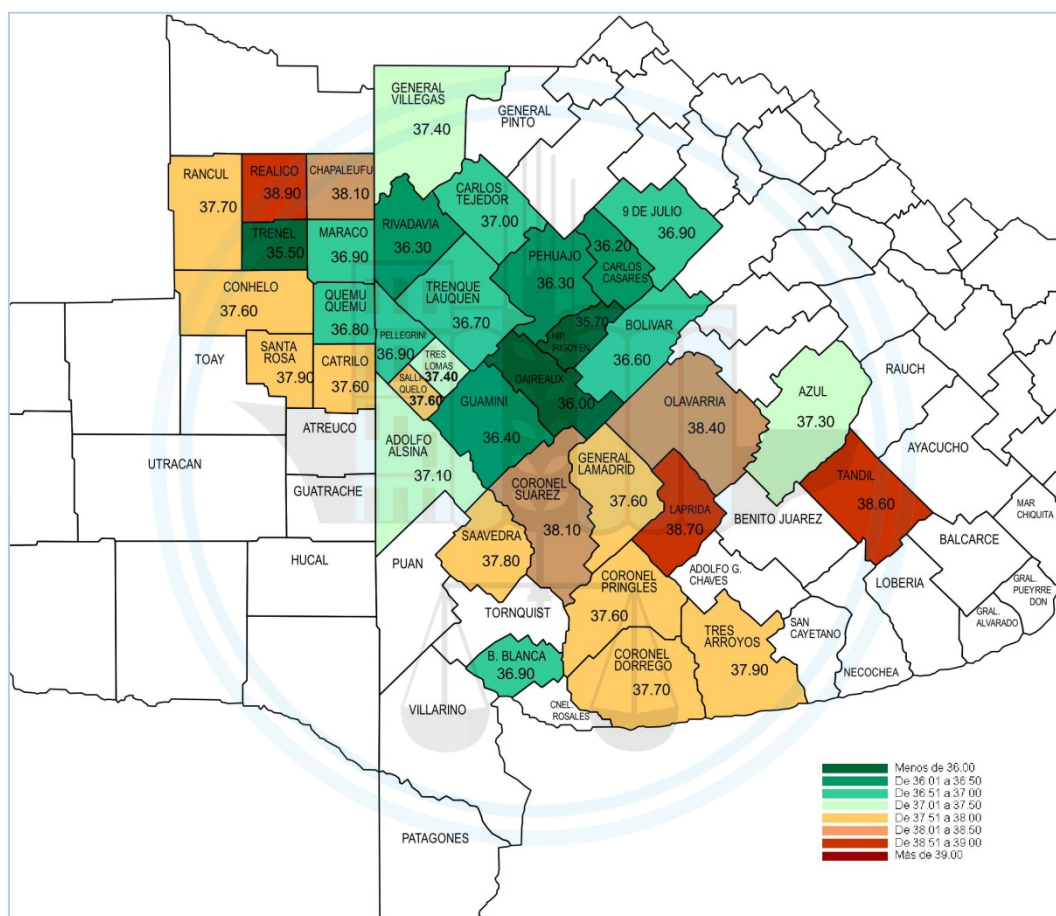 GENERAL
VILLEGAS
37.40
GENERAL
PINTO
RANCUL
37.70
REALICO
38.90
CHAPALEUFU
38.10
TRENEL
35.50
MARACO
36.90
RIVADAVIA
36.30
CARLOS
TEJEDOR
37.00
9 DE JULIO
36.90
36.20
CARLOS
CASARES
PEHUAJO
36.30
CONHELO
37.60
QUEMU
QUEMU
36.80
TRENQUE
LAUQUEN
36.70
PELLEGRINI
36.90
35.70
HIP.
IRIGOYEN
BOLIVAR
36.60
TOAY
SANTA
ROSA
37.90
CATRILO
37.60
TRES
LOMAS
37.40
SALLI
QUELO
37.60
DAIREAUX
36.00
GUAMINI
36.40
RAUCH
AZUL
37.30
OLAVARRIA
38.40
ATREUCO
ADOLFO
ALSINA
37.10
AYACUCHO
UTRACAN
GUATRACHE
CORONEL
SUAREZ
38.10
GENERAL
LAMADRID
37.60
LAPRIDA
38.70
BENITO JUAREZ
TANDIL
38.60
MAR
CHIQUITA
BALCARCE
HUCAL
PUAN
SAAVEDRA
37.80
ADOLFO G.
CHAVES
LOBERIA
GRAL.
PUEYRRE
DON
GRAL.
ALVARADO
TORNQUIST
CORONEL
PRINGLES
37.60
SAN
CAYETANO
TRES
ARROYOS
37.90
NECOCHEA
B. BLANCA
36.90
CORONEL
DORREGO
37.70
VILLARINO
CNEL.
ROSALES
PATAGONES
Menos de 36.00
De 36.01 a 36.50
De 36.51 a 37.00
De 37.01 a 37.50
De 37.51 a 38.00
De 38.01 a 38.50
De 38.51 a 39.00
Más de 39.00